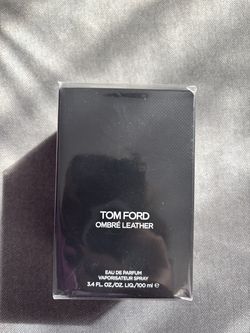 TOM FORD
OMBRÉ LEATHER
EAU DE PARFUM
VAPORISATEUR SPRAY
3.4 FL. OZ./OZ. LIQ./100 ml ℮